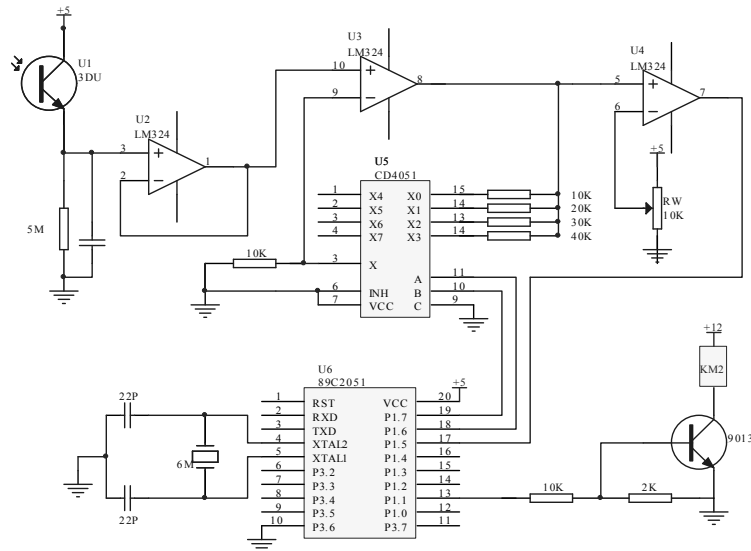 +5
U1
3DU
5M
U2
LM324
3
2
1
U3
LM324
10
9
8
U4
LM324
5
6
7
+5
RW
10K
U5
CD4051
1 X4 X0 15 10K
2 X5 X1 14 20K
3 X6 X2 13 30K
4 X7 X3 14 40K
10K 3 X
A 11
6 INH B 10
7 VCC C 9
U6
89C2051
+5
1 RST VCC 20
2 RXD P1.7 19
3 TXD P1.6 18
4 XTAL2 P1.5 17
5 XTAL1 P1.4 16
6 P3.2 P1.3 15
7 P3.3 P1.2 14
8 P3.4 P1.1 13
9 P3.5 P1.0 12
10 P3.6 P3.7 11
22P
6M
22P
10K
2K
+12
KM2
9013